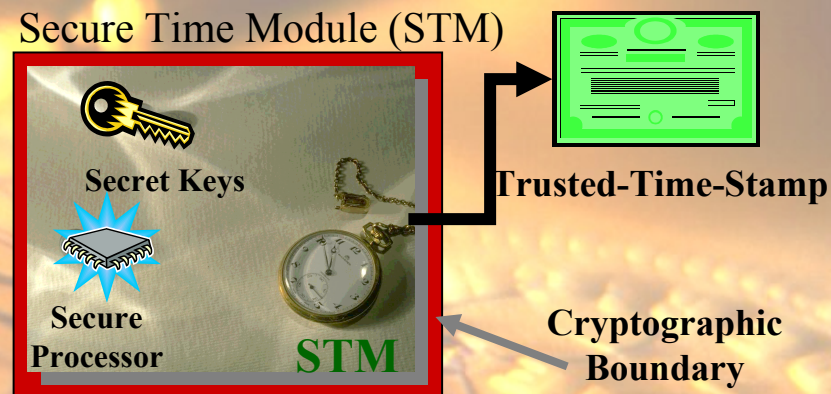 Secure Time Module (STM)
Secret Keys
Trusted-Time-Stamp
Secure
Processor
STM
Cryptographic
Boundary